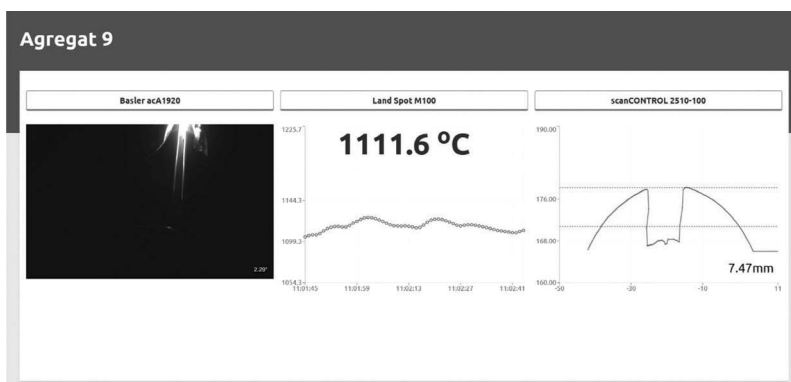 Agregat 9
Basler acA1920
Land Spot M100
scanCONTROL 2510-100
2.29°
1225.7
1111.6 °C
1144.3
1099.3
1054.3
11:01:45 11:01:59 11:02:13 11:02:27 11:02:41
190.00
176.00
168.00
160.00
7.47mm
-50 -30 -10 11